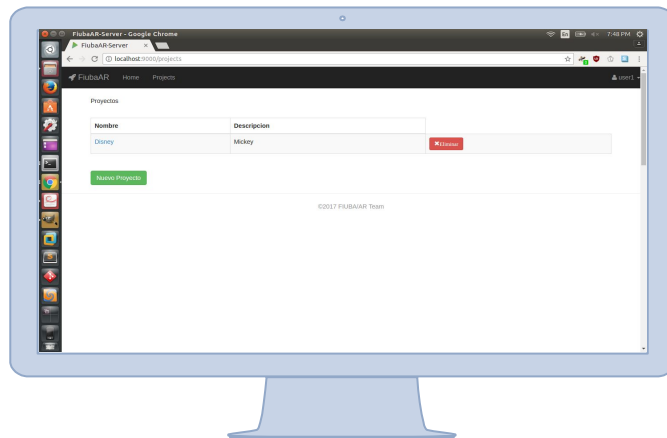 FiubaAR-Server - Google Chrome
En
7:48 PM
FiubaAR-Server ×
localhost:9000/projects
FiubaAR Home Projects user1
Proyectos
Nombre Descripcion
Disney Mickey Eliminar
Nuevo Proyecto
©2017 FIUBA/AR Team